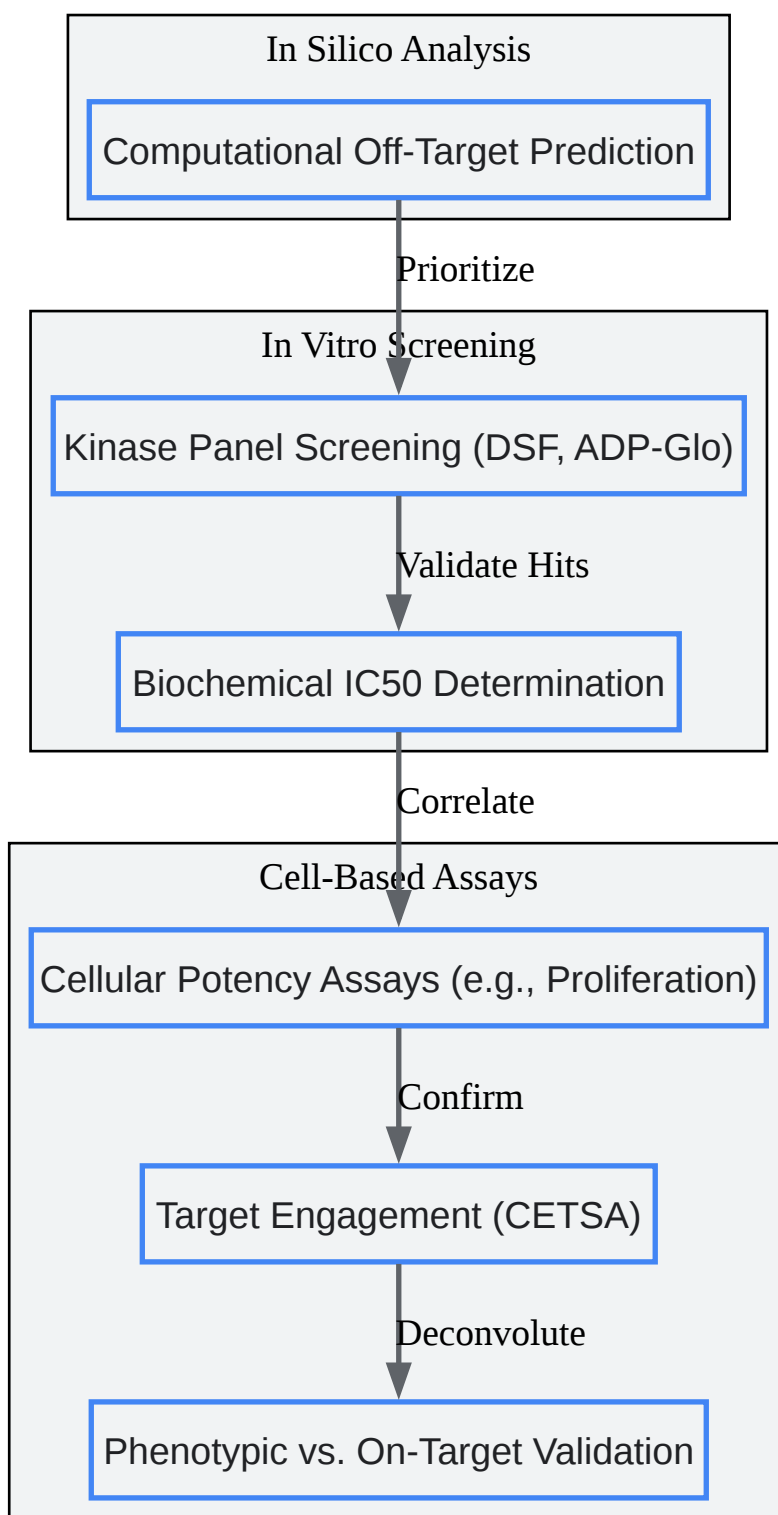 In Silico Analysis
Computational Off-Target Prediction
Prioritize
In Vitro Screening
Kinase Panel Screening (DSF, ADP-Glo)
Validate Hits
Biochemical IC50 Determination
Correlate
Cell-Based Assays
Cellular Potency Assays (e.g., Proliferation)
Confirm
Target Engagement (CETSA)
Deconvolute
Phenotypic vs. On-Target Validation